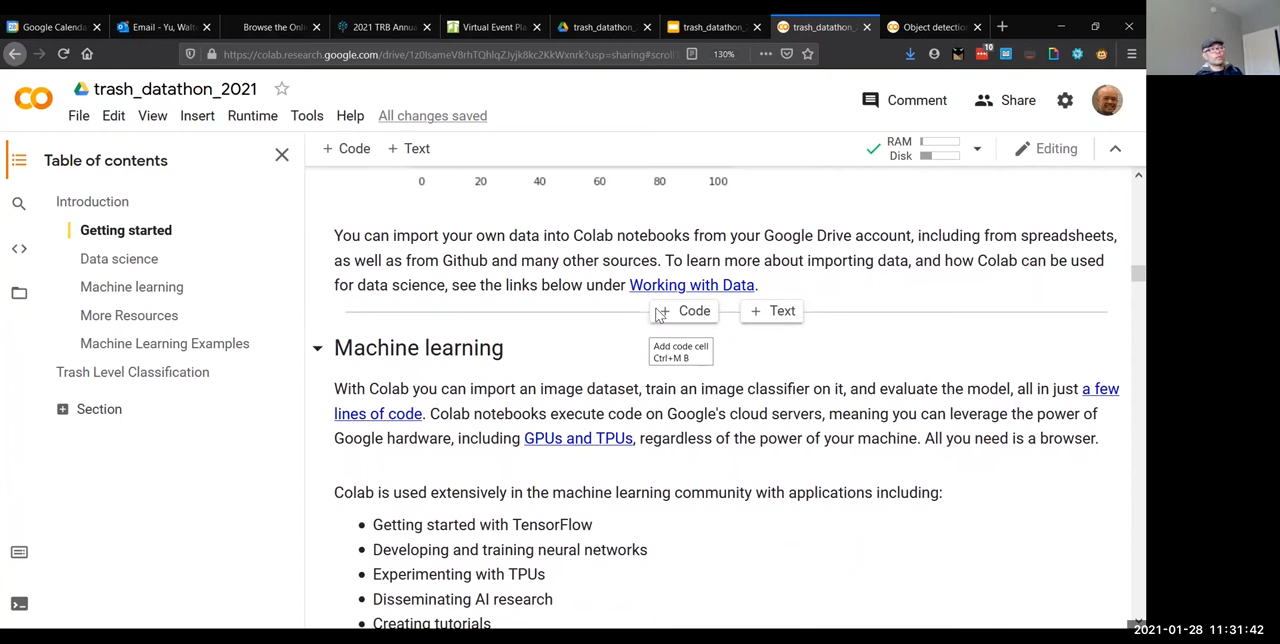 Google Calenda
Email - Yu, Walt
Browse the Onli
2021 TRB Annua
Virtual Event Pla
trash_datathon_
trash_datathon_
trash_datathon_
Object detection
https://colab.research.google.com/drive/
130%
10
trash_datathon_2021
File Edit View Insert Runtime Tools Help All changes saved
Comment
Share
Table of contents
+ Code + Text
RAM
Disk
Editing
Introduction
Getting started
Data science
Machine learning
More Resources
Machine Learning Examples
Trash Level Classification
Section
0 20 40 60 80 100
You can import your own data into Colab notebooks from your Google Drive account, including from spreadsheets,
as well as from Github and many other sources. To learn more about importing data, and how Colab can be used
for data science, see the links below under Working with Data.
+ Code + Text
Add code cell
Ctrl+M B
Machine learning
With Colab you can import an image dataset, train an image classifier on it, and evaluate the model, all in just a few
lines of code. Colab notebooks execute code on Google's cloud servers, meaning you can leverage the power of
Google hardware, including GPUs and TPUs, regardless of the power of your machine. All you need is a browser.
Colab is used extensively in the machine learning community with applications including:
• Getting started with TensorFlow
• Developing and training neural networks
• Experimenting with TPUs
• Disseminating AI research
• Creating tutorials
2021-01-28 11:31:42